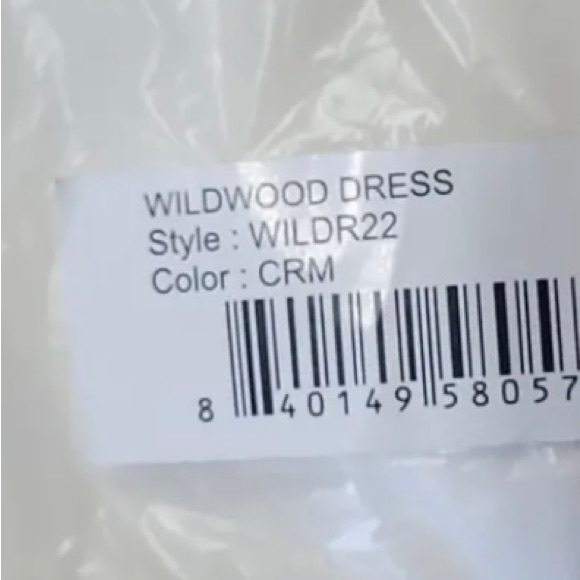 WILDWOOD DRESS
Style : WILDR22
Color : CRM
8 40149 58057